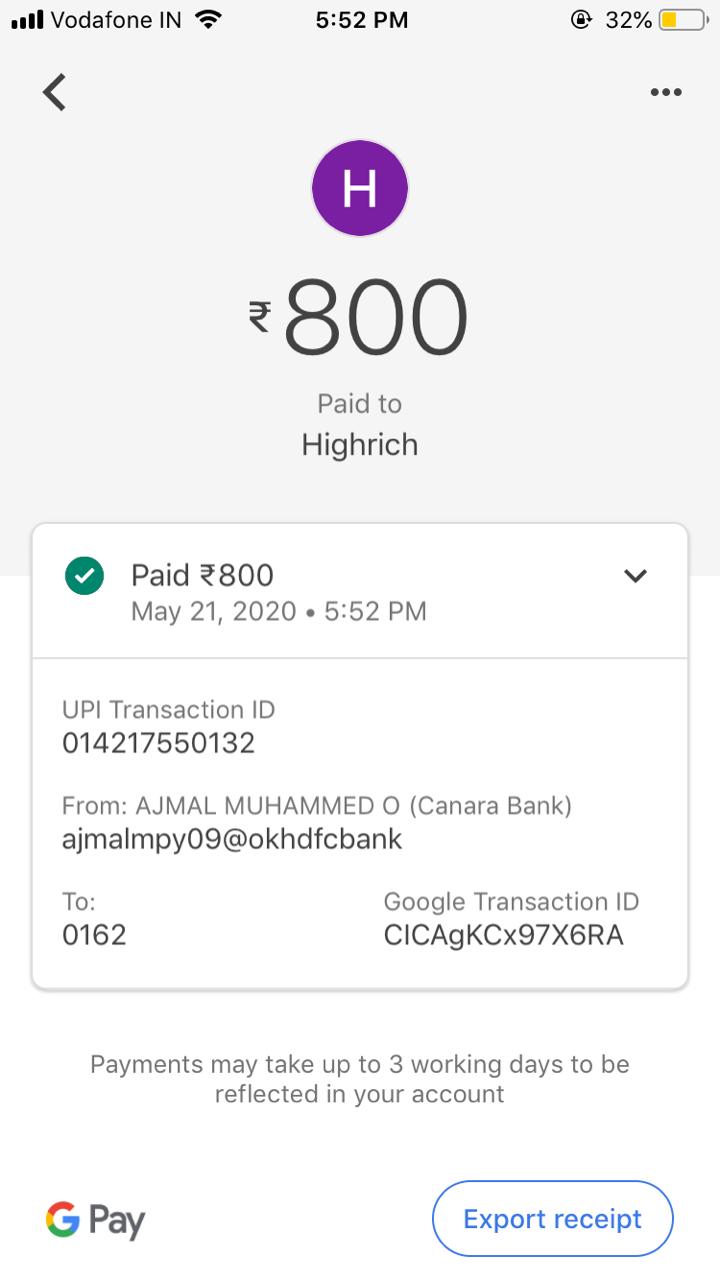 Vodafone IN 5:52 PM 32%
H
₹800
Paid to
Highrich
Paid ₹800
May 21, 2020 • 5:52 PM
UPI Transaction ID
014217550132
From: AJMAL MUHAMMED O (Canara Bank)
ajmalmpy09@okhdfcbank
To: Google Transaction ID
0162 CICAgKCx97X6RA
Payments may take up to 3 working days to be
reflected in your account
G Pay Export receipt